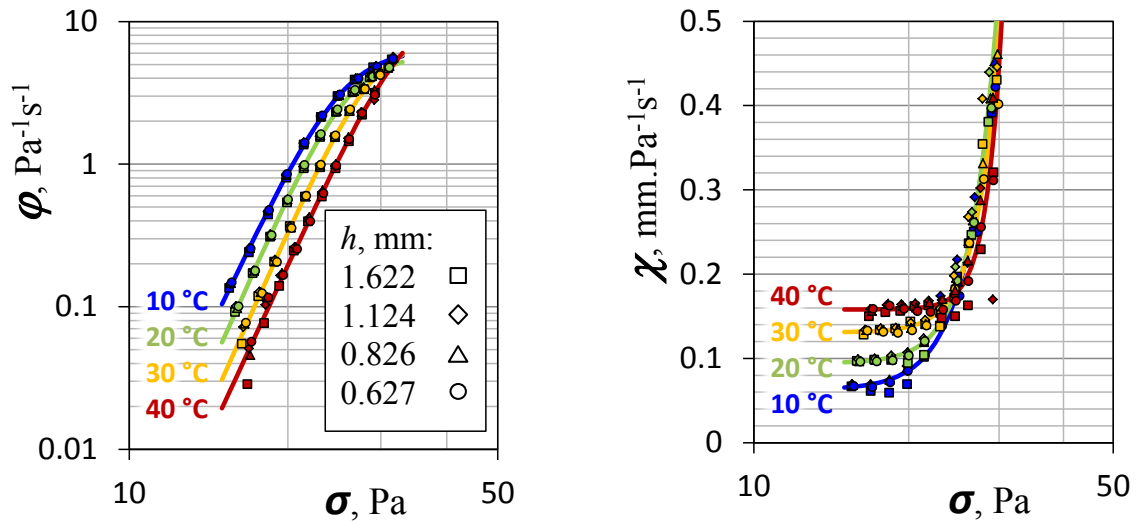 10
1
0.1
0.01
φ, Pa⁻¹s⁻¹
10 °C
20 °C
30 °C
40 °C
h, mm:
1.622
1.124
0.826
0.627
10
50
σ, Pa
0.5
0.4
0.3
0.2
0.1
0
χ, mm.Pa⁻¹s⁻¹
40 °C
30 °C
20 °C
10 °C
10
50
σ, Pa